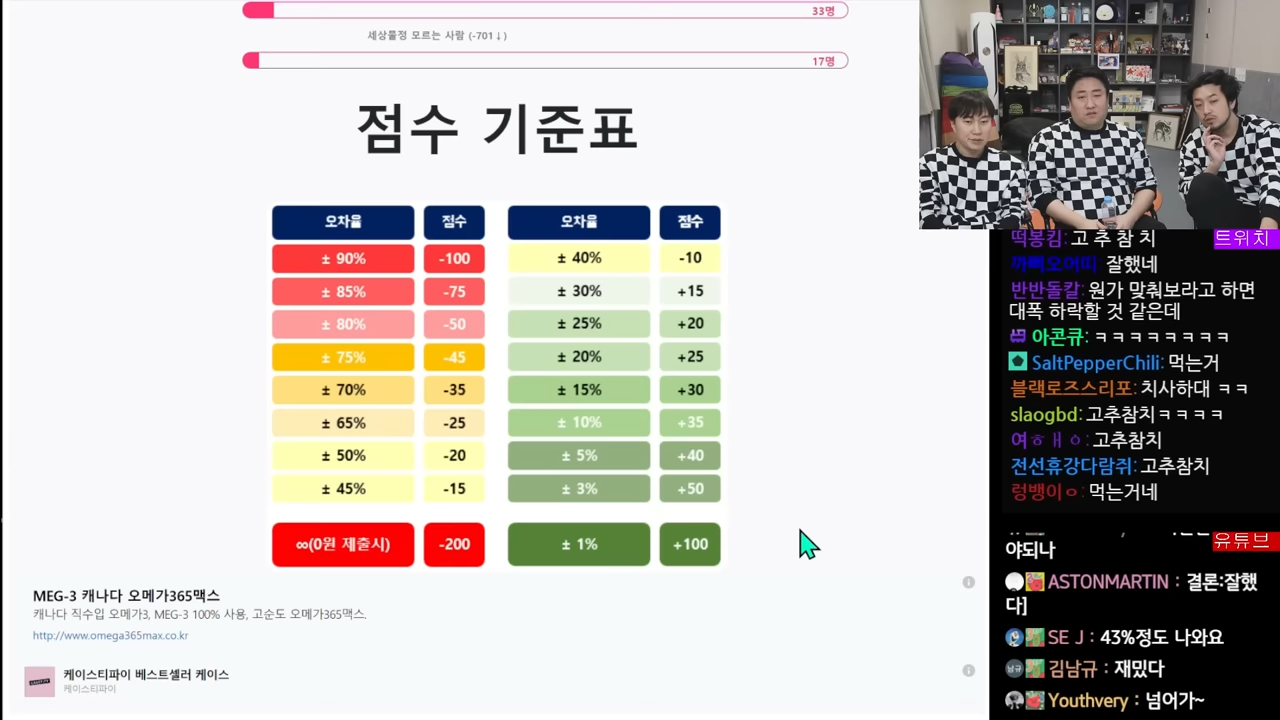 33명
세상물정 모르는 사람 (-701↓)
17명
점수 기준표
오차율 점수 오차율 점수
± 90% -100 ± 40% -10
± 85% -75 ± 30% +15
± 80% -50 ± 25% +20
± 75% -45 ± 20% +25
± 70% -35 ± 15% +30
± 65% -25 ± 10% +35
± 50% -20 ± 5% +40
± 45% -15 ± 3% +50
∞(0원 제출시) -200 ± 1% +100
MEG-3 캐나다 오메가365맥스
캐나다 직수입 오메가3, MEG-3 100% 사용, 고순도 오메가365맥스.
http://www.omega365max.co.kr
케이스티파이 베스트셀러 케이스
케이스티파이
트위치
떡봉킴: 고 추 참 치
까삐오이띠: 잘했네
반반돌칼: 원가 맞춰보라고 하면
대폭 하락할 것 같은데
아콘큐: ㅋㅋㅋㅋㅋㅋㅋㅋ
SaltPepperChili: 먹는거
블랙로즈스리포: 치사하대 ㅋㅋ
slaogbd: 고추참치ㅋㅋㅋㅋ
여ㅎㅐㅇ: 고추참치
전선휴강다람쥐: 고추참치
렁뱅이ㅇ: 먹는거네
유튜브
야되나
ASTONMARTIN : 결론:잘했
다]
SE J : 43%정도 나와요
남규 김남규 : 재밌다
Youthvery : 넘어가~